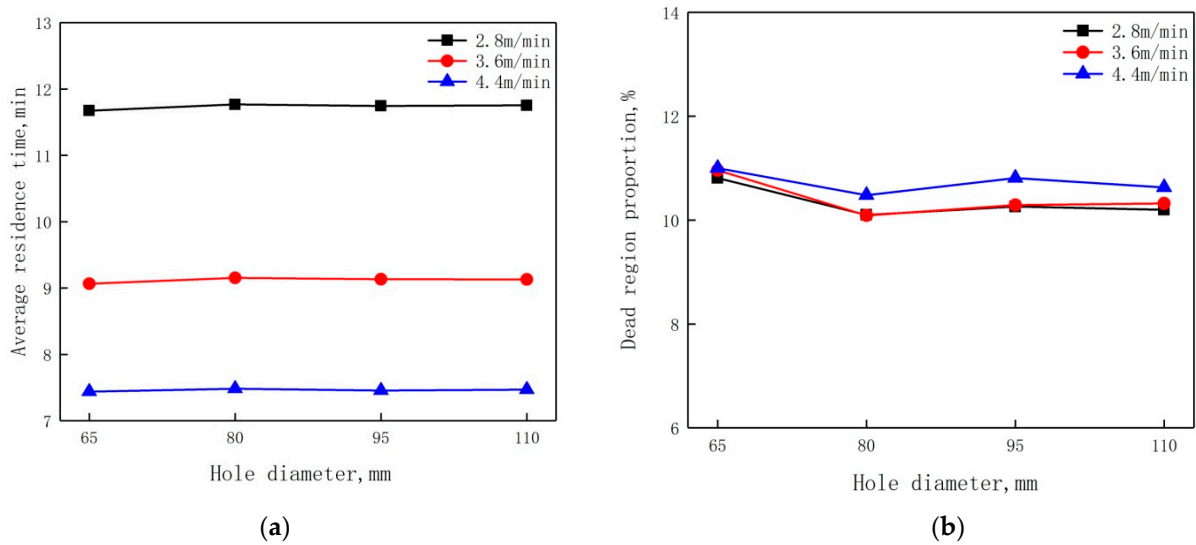 13
12
11
10
9
8
7
65
80
95
110
Average residence time,min
Hole diameter,mm
2.8m/min
3.6m/min
4.4m/min
(a)
14
12
10
8
6
65
80
95
110
Dead region proportion,%
Hole diameter,mm
2.8m/min
3.6m/min
4.4m/min
(b)